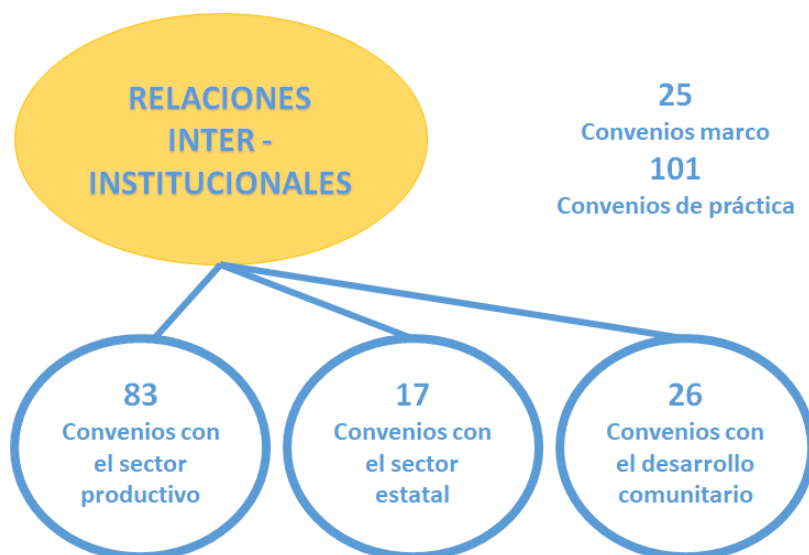 RELACIONES
INTER -
INSTITUCIONALES
25
Convenios marco
101
Convenios de práctica
83
Convenios con
el sector
productivo
17
Convenios con
el sector
estatal
26
Convenios con
el desarrollo
comunitario